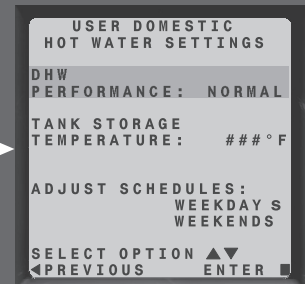 USER DOMESTIC
HOT WATER SETTINGS
DHW
PERFORMANCE: NORMAL
TANK STORAGE
TEMPERATURE: ###°F
ADJUST SCHEDULES:
WEEKDAYS
WEEKENDS
SELECT OPTION ▲▼
◀PREVIOUS ENTER ■